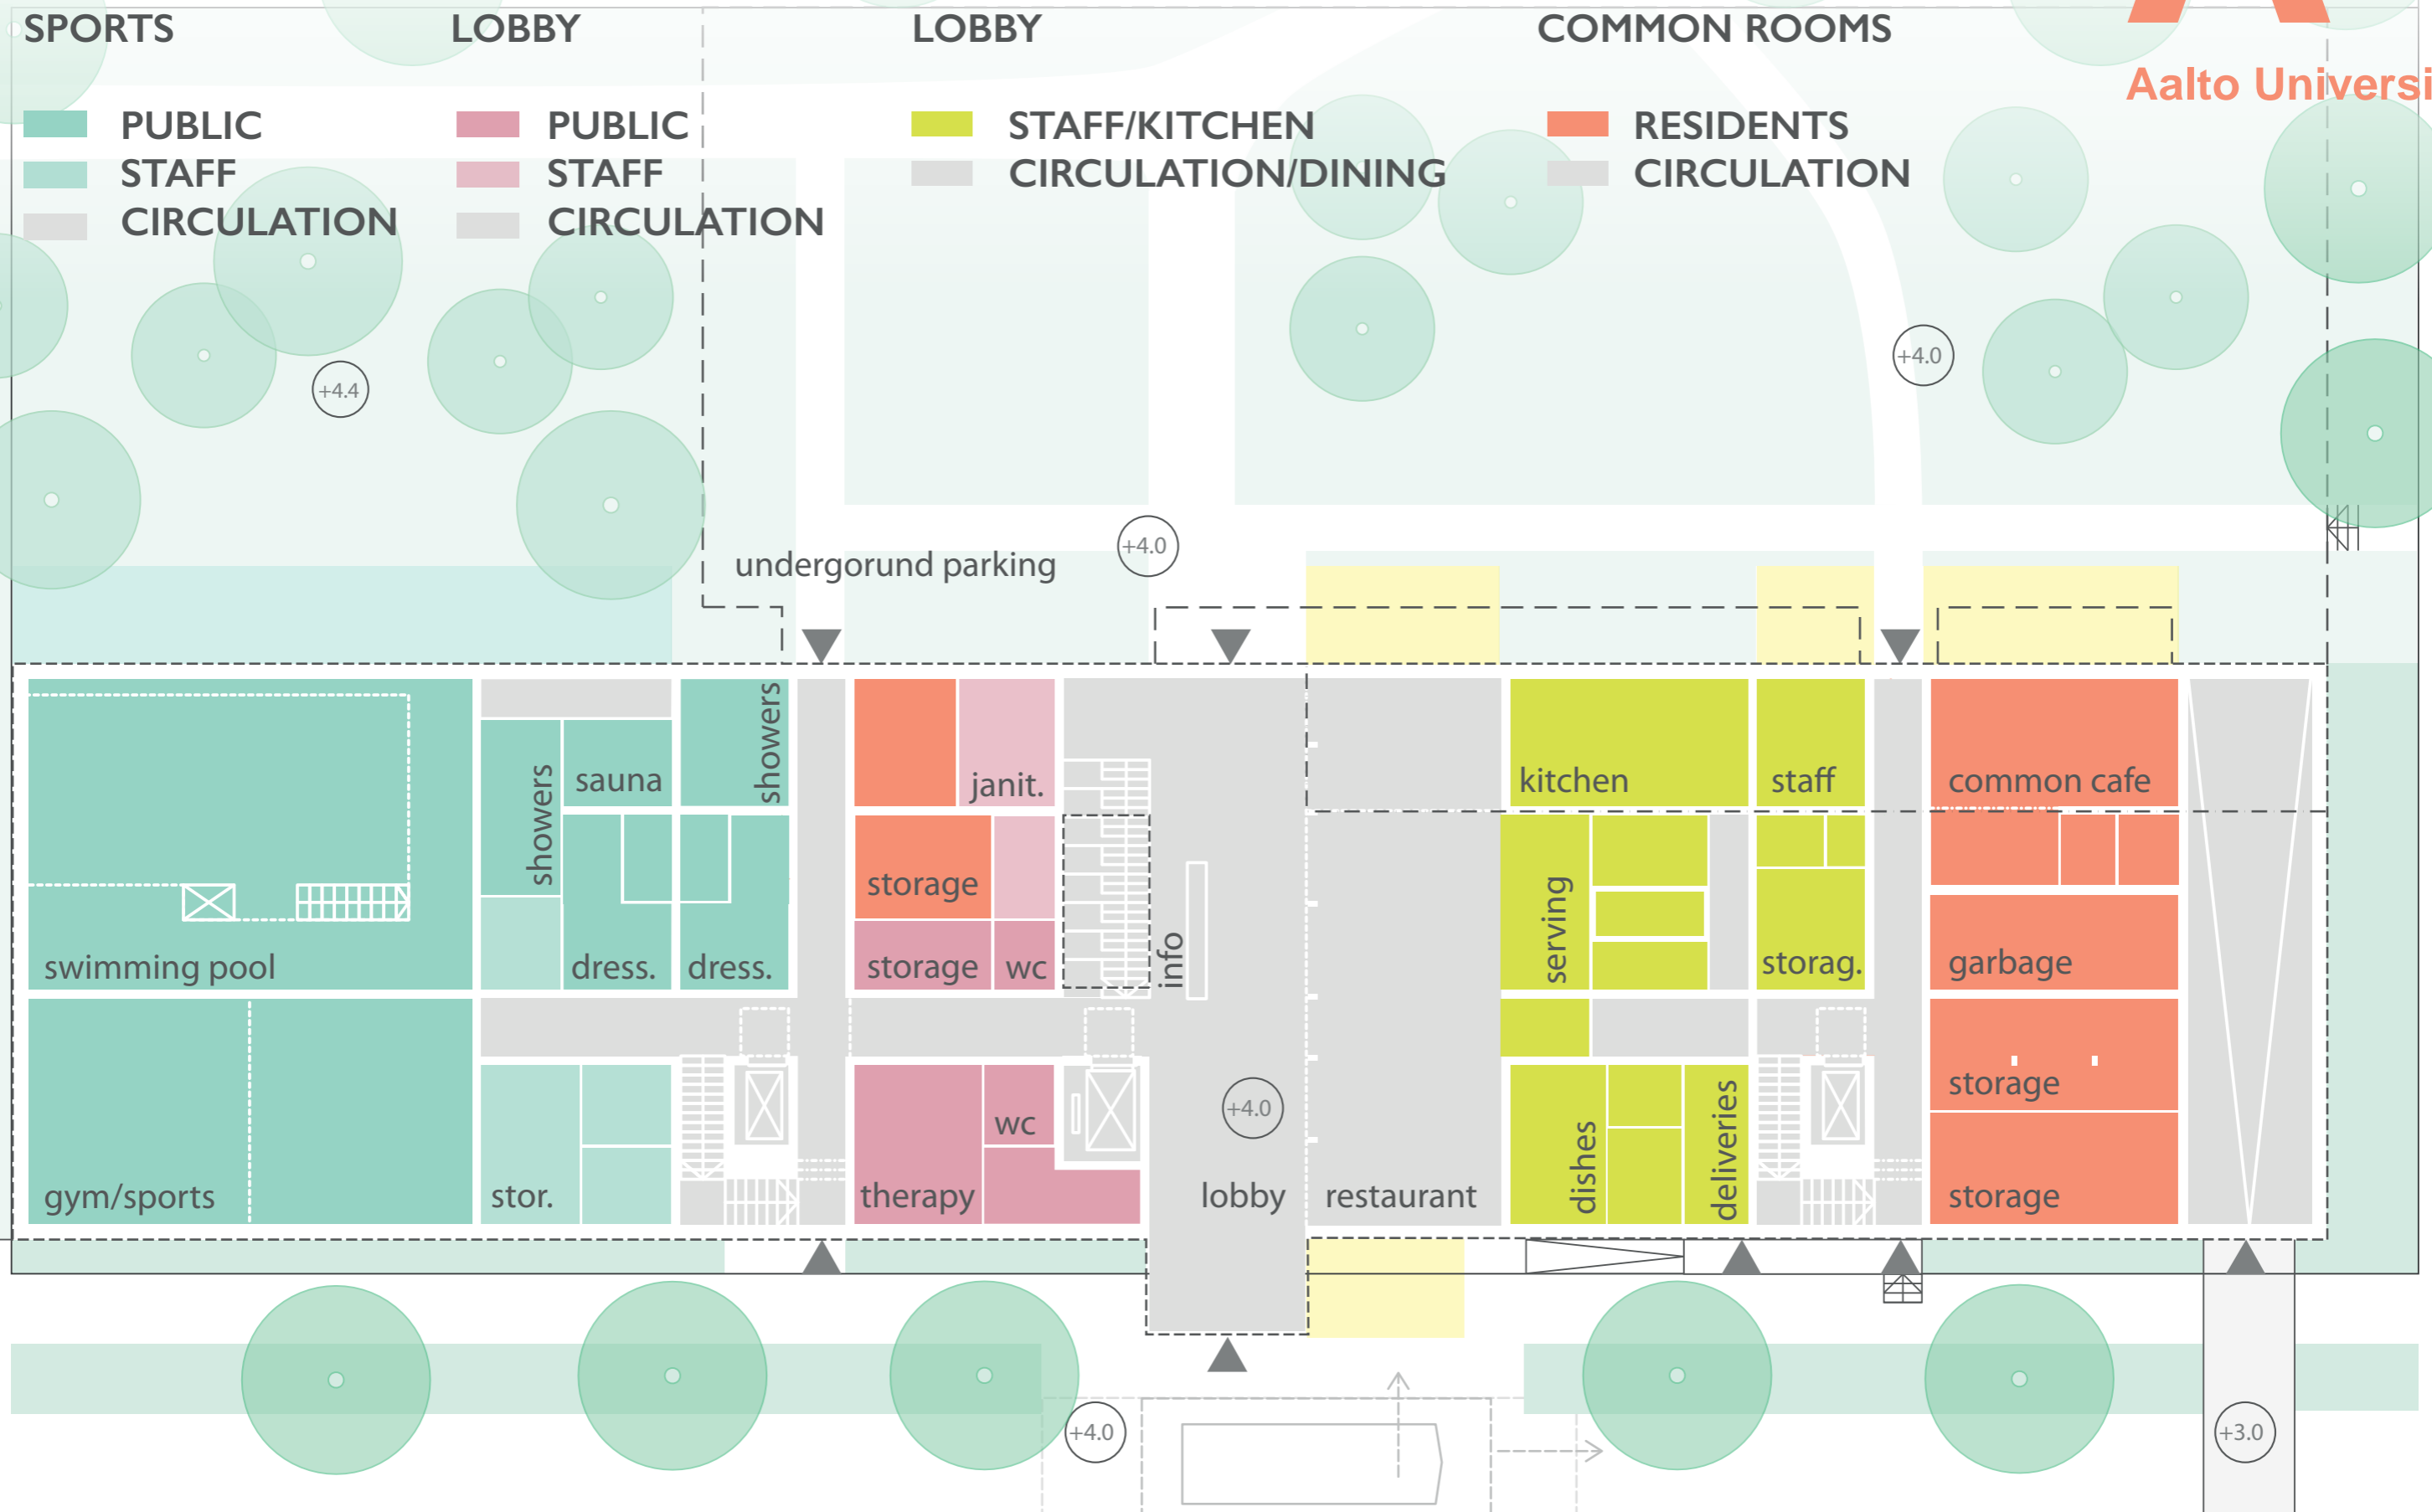 SPORTS
LOBBY
LOBBY
COMMON ROOMS
Aalto Universi
PUBLIC
PUBLIC
STAFF/KITCHEN
RESIDENTS
STAFF
STAFF
CIRCULATION/DINING
CIRCULATION
CIRCULATION
CIRCULATION
+4.4
+4.0
+4.0
undergorund parking
showers
sauna
showers
janit.
kitchen
staff
common cafe
storage
swimming pool
dress.
dress.
storage
wc
info
serving
storag.
garbage
wc
+4.0
dishes
deliveries
storage
gym/sports
stor.
therapy
lobby
restaurant
storage
+4.0
+3.0